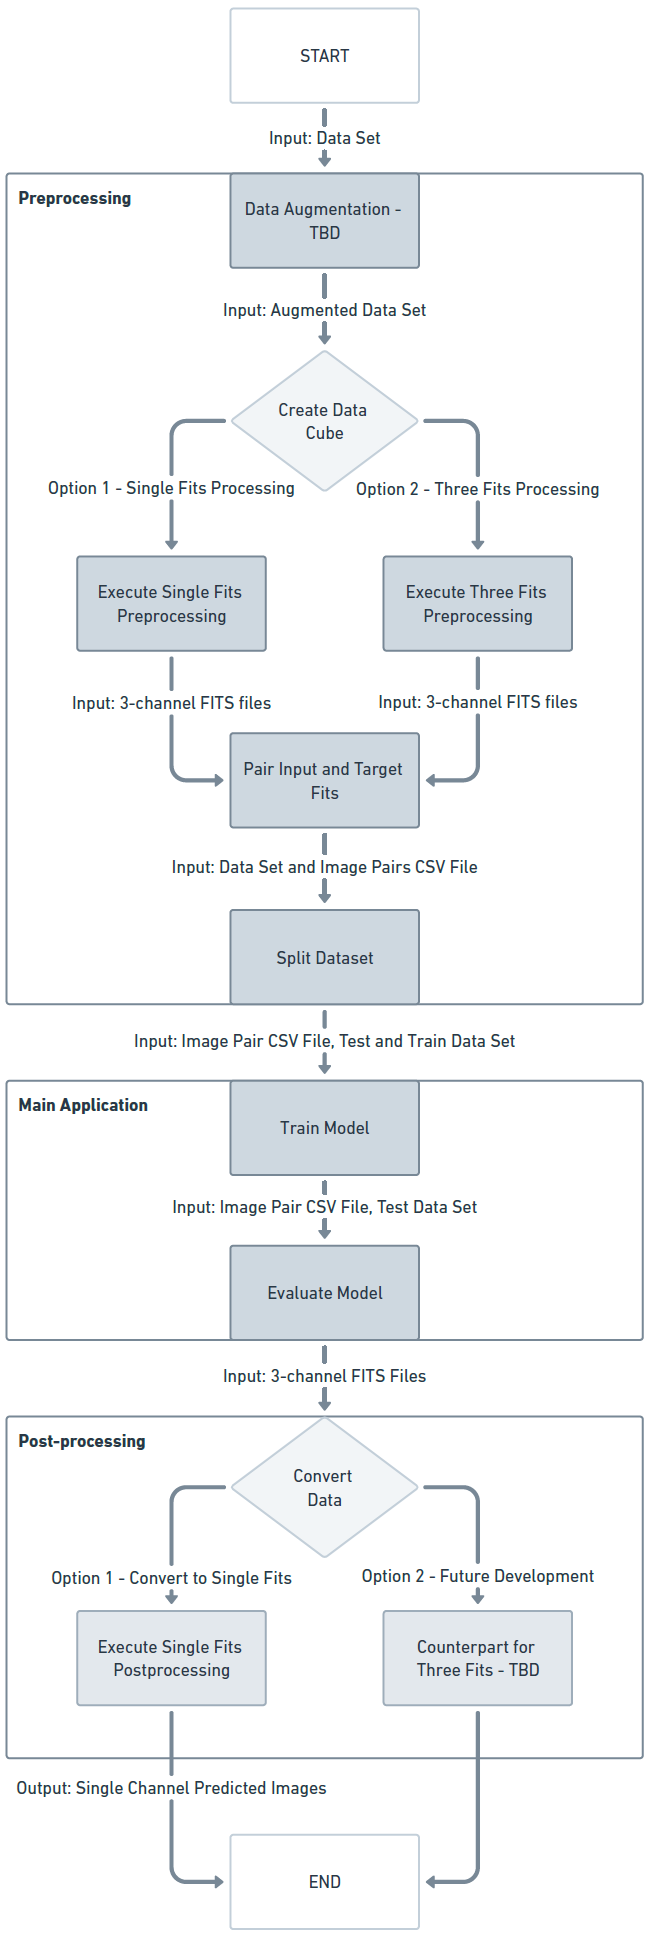 START
Input: Data Set
Preprocessing
Data Augmentation -
TBD
Input: Augmented Data Set
Create Data
Cube
Option 1 - Single Fits Processing
Option 2 - Three Fits Processing
Execute Single Fits
Preprocessing
Execute Three Fits
Preprocessing
Input: 3-channel FITS files
Input: 3-channel FITS files
Pair Input and Target
Fits
Input: Data Set and Image Pairs CSV File
Split Dataset
Input: Image Pair CSV File, Test and Train Data Set
Main Application
Train Model
Input: Image Pair CSV File, Test Data Set
Evaluate Model
Input: 3-channel FITS Files
Post-processing
Convert
Data
Option 1 - Convert to Single Fits
Option 2 - Future Development
Execute Single Fits
Postprocessing
Counterpart for
Three Fits - TBD
Output: Single Channel Predicted Images
END